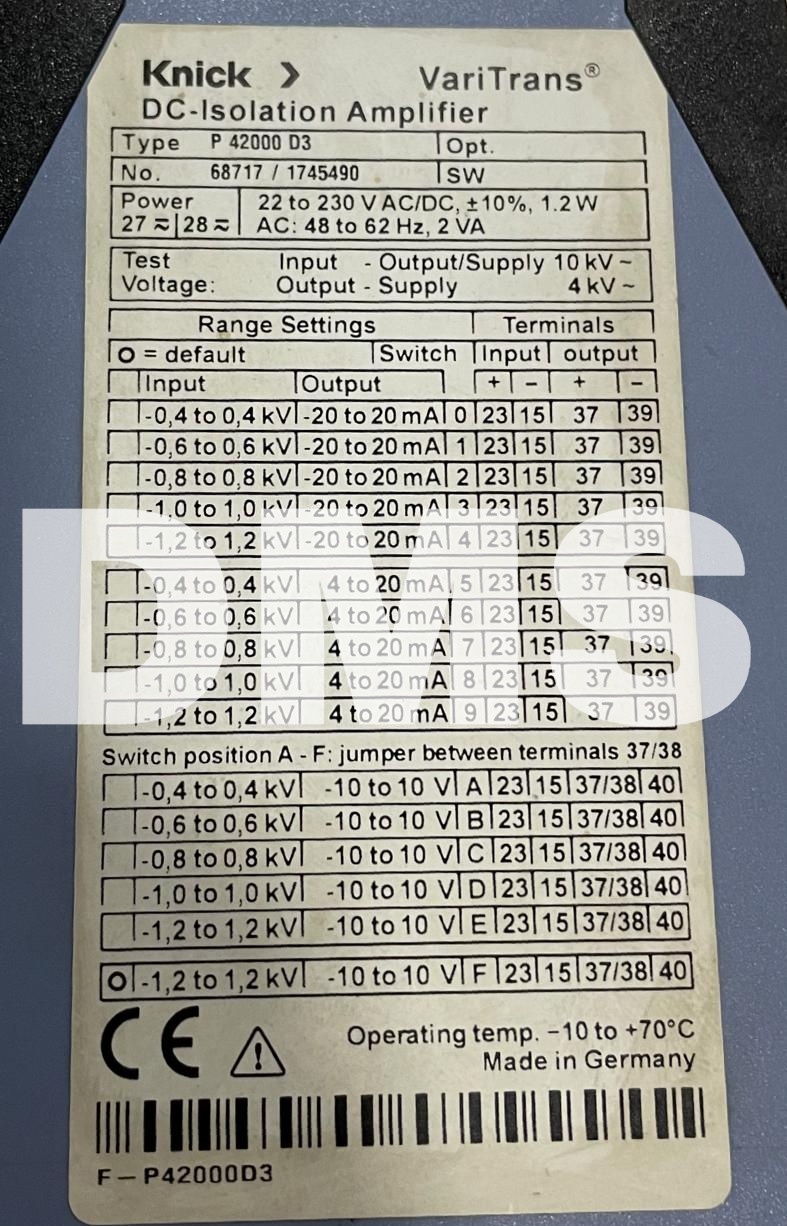 Knick > VariTrans®
DC-Isolation Amplifier
Type P 42000 D3 Opt.
No. 68717 / 1745490 SW
Power 22 to 230 V AC/DC, ±10%, 1.2 W
27 ≂ 28 ≂ AC: 48 to 62 Hz, 2 VA
Test Input - Output/Supply 10 kV ~
Voltage: Output - Supply 4 kV ~
Range Settings Terminals
O = default Switch Input output
Input Output + - + -
-0,4 to 0,4 kV -20 to 20 mA 0 23 15 37 39
-0,6 to 0,6 kV -20 to 20 mA 1 23 15 37 39
-0,8 to 0,8 kV -20 to 20 mA 2 23 15 37 39
-1,0 to 1,0 kV -20 to 20 mA 3 23 15 37 39
-1,2 to 1,2 kV -20 to 20 mA 4 23 15 37 39
-0,4 to 0,4 kV 4 to 20 mA 5 23 15 37 39
-0,6 to 0,6 kV 4 to 20 mA 6 23 15 37 39
-0,8 to 0,8 kV 4 to 20 mA 7 23 15 37 39
-1,0 to 1,0 kV 4 to 20 mA 8 23 15 37 39
-1,2 to 1,2 kV 4 to 20 mA 9 23 15 37 39
DMS
Switch position A - F: jumper between terminals 37/38
-0,4 to 0,4 kV -10 to 10 V A 23 15 37/38 40
-0,6 to 0,6 kV -10 to 10 V B 23 15 37/38 40
-0,8 to 0,8 kV -10 to 10 V C 23 15 37/38 40
-1,0 to 1,0 kV -10 to 10 V D 23 15 37/38 40
-1,2 to 1,2 kV -10 to 10 V E 23 15 37/38 40
O -1,2 to 1,2 kV -10 to 10 V F 23 15 37/38 40
CE Operating temp. -10 to +70°C
Made in Germany
F - P42000D3